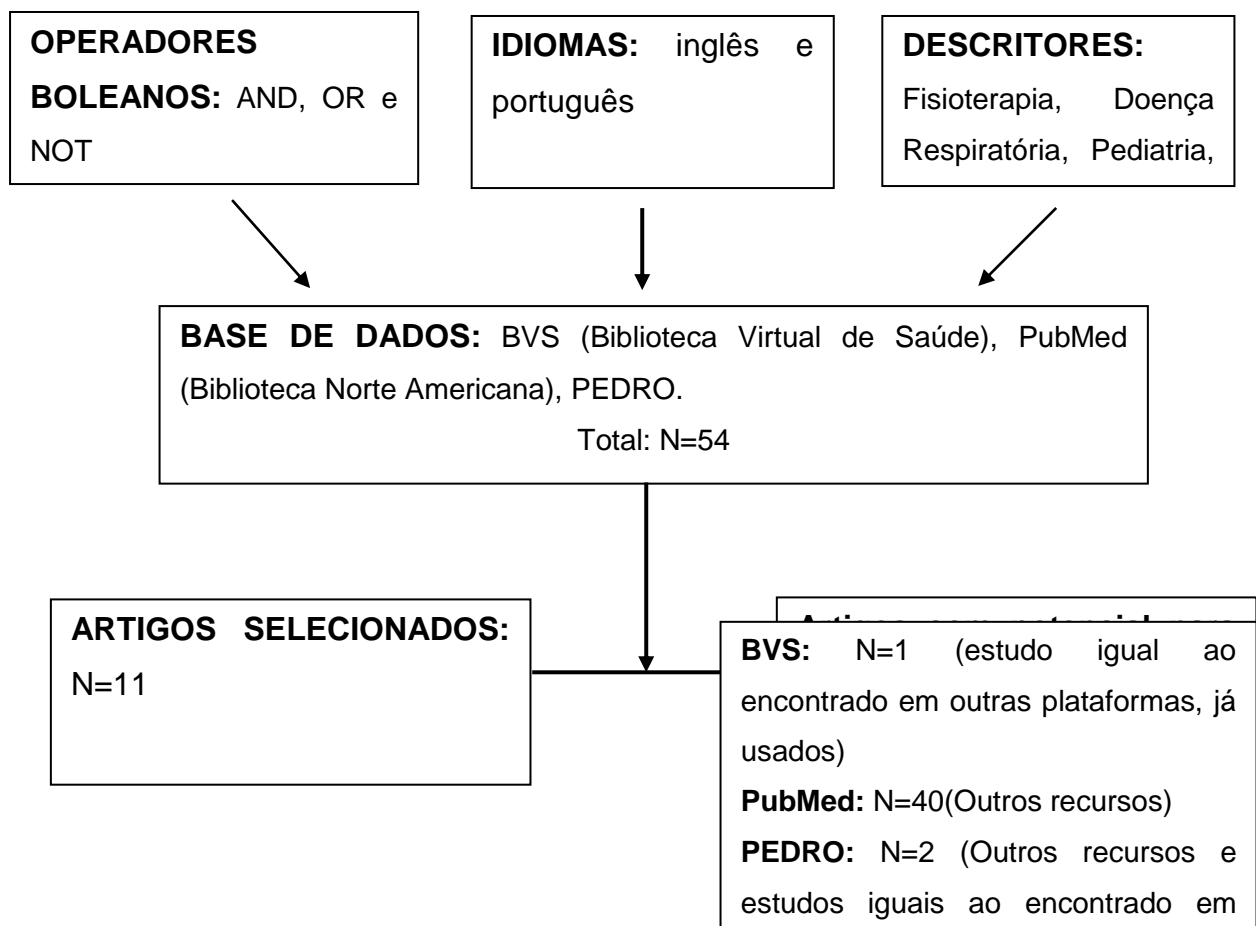 OPERADORES
BOLEANOS: AND, OR e
NOT
IDIOMAS: inglês e
português
DESCRITORES:
Fisioterapia, Doença
Respiratória, Pediatria,
BASE DE DADOS: BVS (Biblioteca Virtual de Saúde), PubMed
(Biblioteca Norte Americana), PEDRO.
Total: N=54
ARTIGOS SELECIONADOS:
N=11
BVS: N=1 (estudo igual ao
encontrado em outras plataformas, já
usados)
PubMed: N=40(Outros recursos)
PEDRO: N=2 (Outros recursos e
estudos iguais ao encontrado em